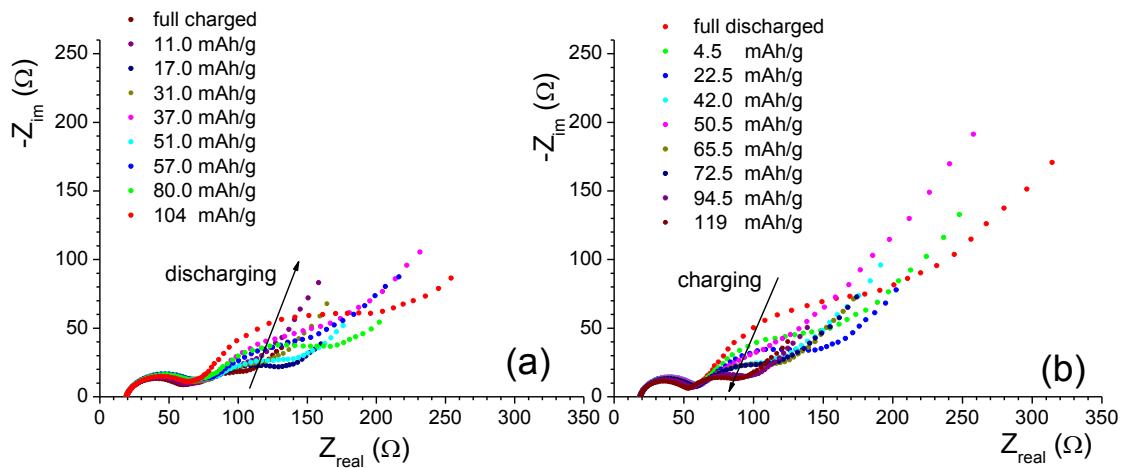 full charged
11.0 mAh/g
17.0 mAh/g
31.0 mAh/g
37.0 mAh/g
51.0 mAh/g
57.0 mAh/g
80.0 mAh/g
104 mAh/g
discharging
(a)
-Z_im (Ω)
250
200
150
100
50
0
0 50 100 150 200 250 300 350
Z_real (Ω)
full discharged
4.5 mAh/g
22.5 mAh/g
42.0 mAh/g
50.5 mAh/g
65.5 mAh/g
72.5 mAh/g
94.5 mAh/g
119 mAh/g
charging
(b)
-Z_im (Ω)
250
200
150
100
50
0
0 50 100 150 200 250 300 350
Z_real (Ω)